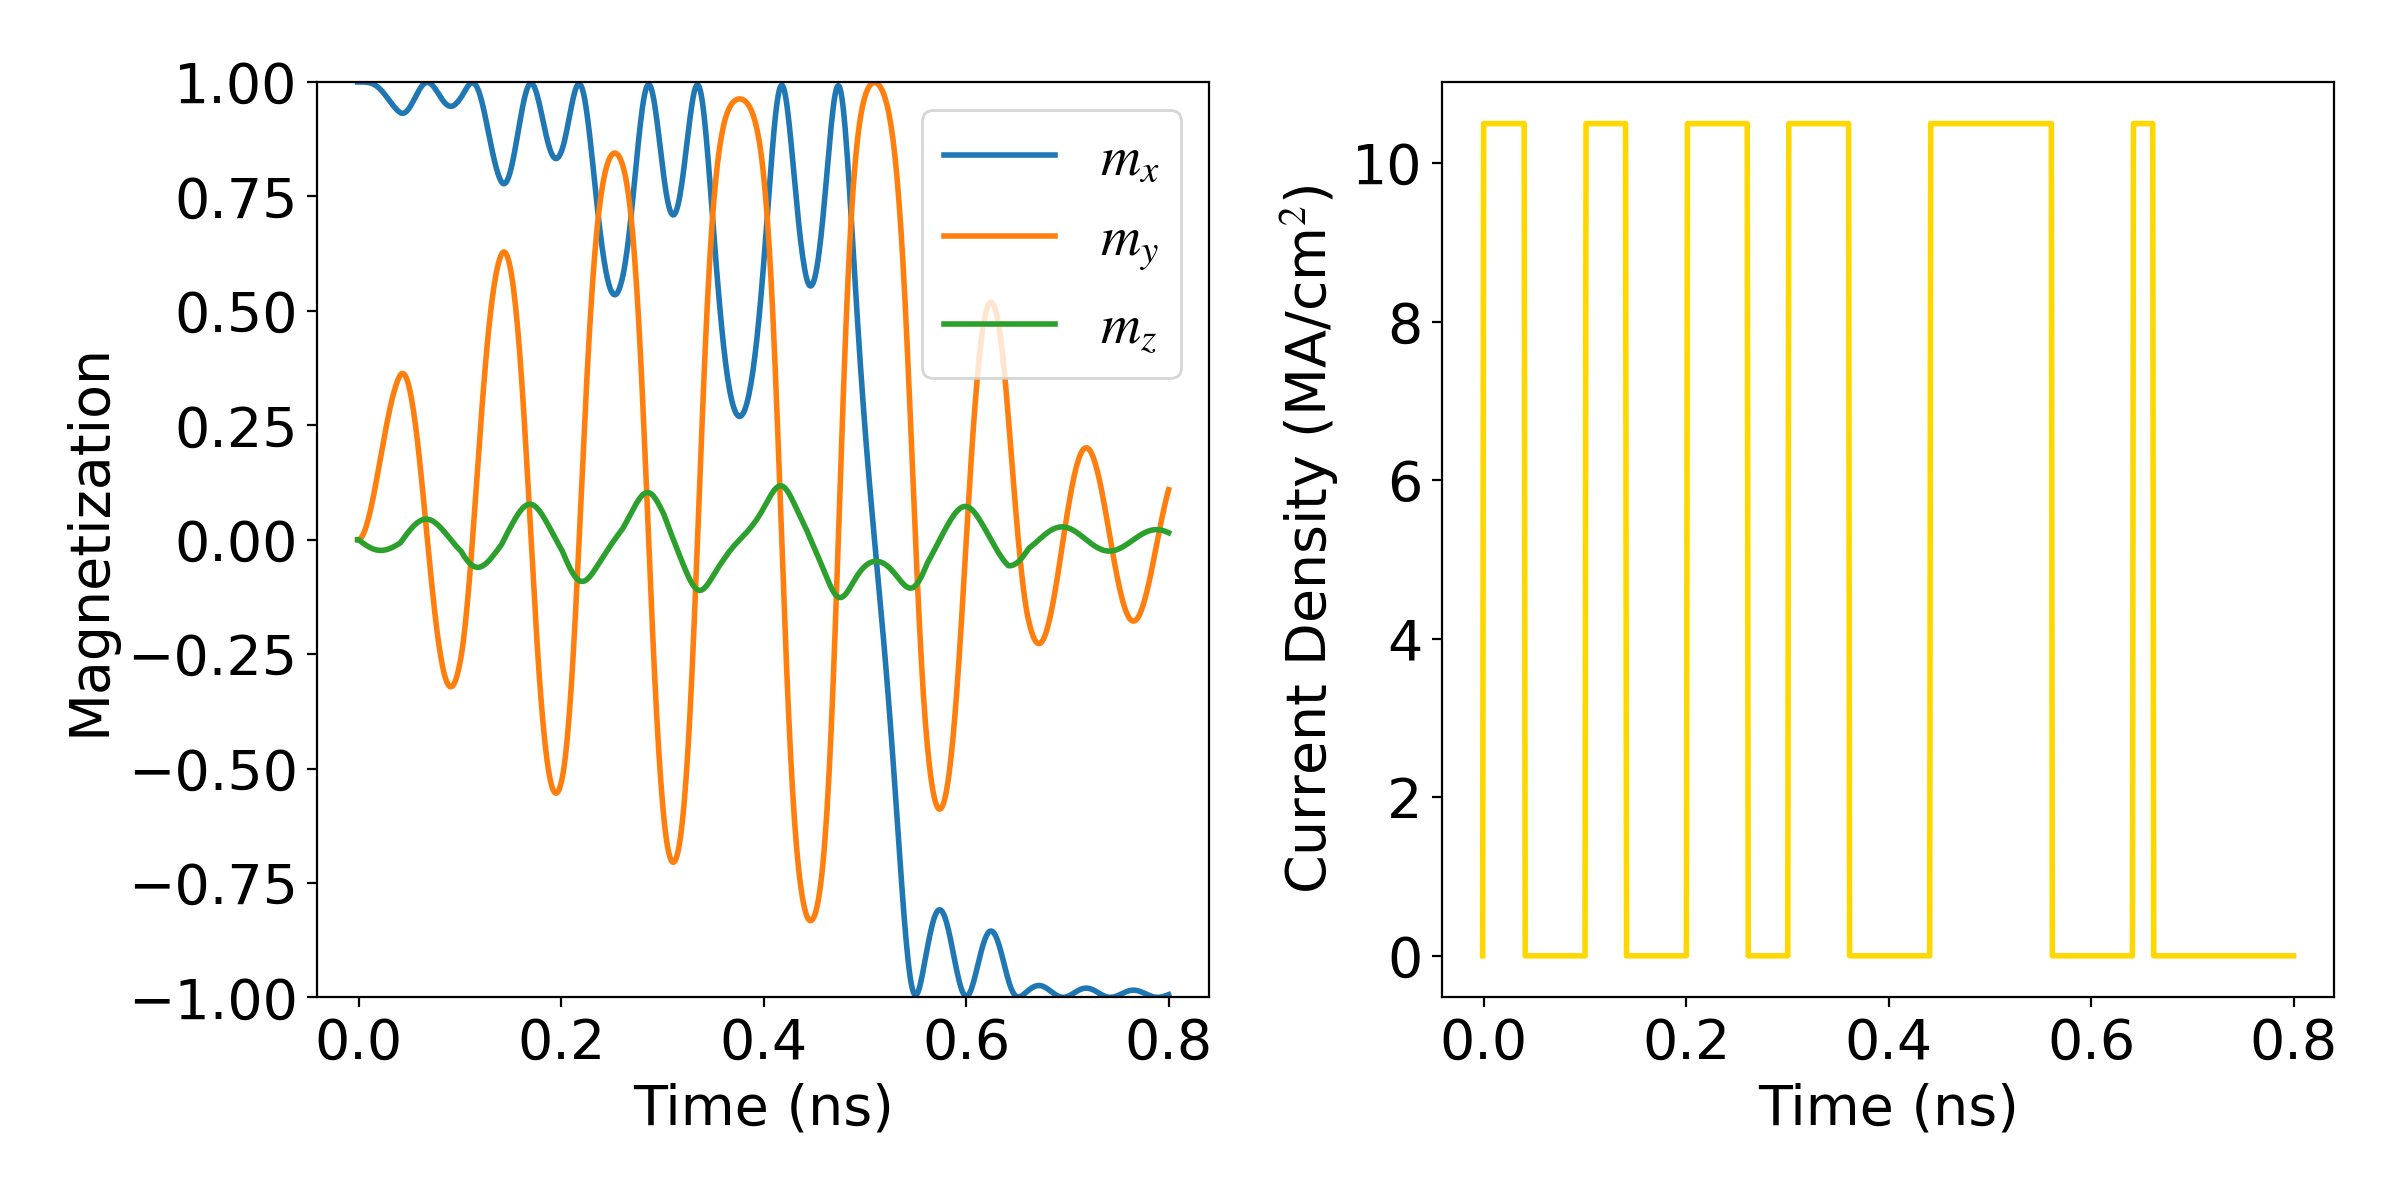 Magnetization
1.00
0.75
0.50
0.25
0.00
−0.25
−0.50
−0.75
−1.00
0.0 0.2 0.4 0.6 0.8
Time (ns)
m_x
m_y
m_z
Current Density (MA/cm²)
10
8
6
4
2
0
0.0 0.2 0.4 0.6 0.8
Time (ns)